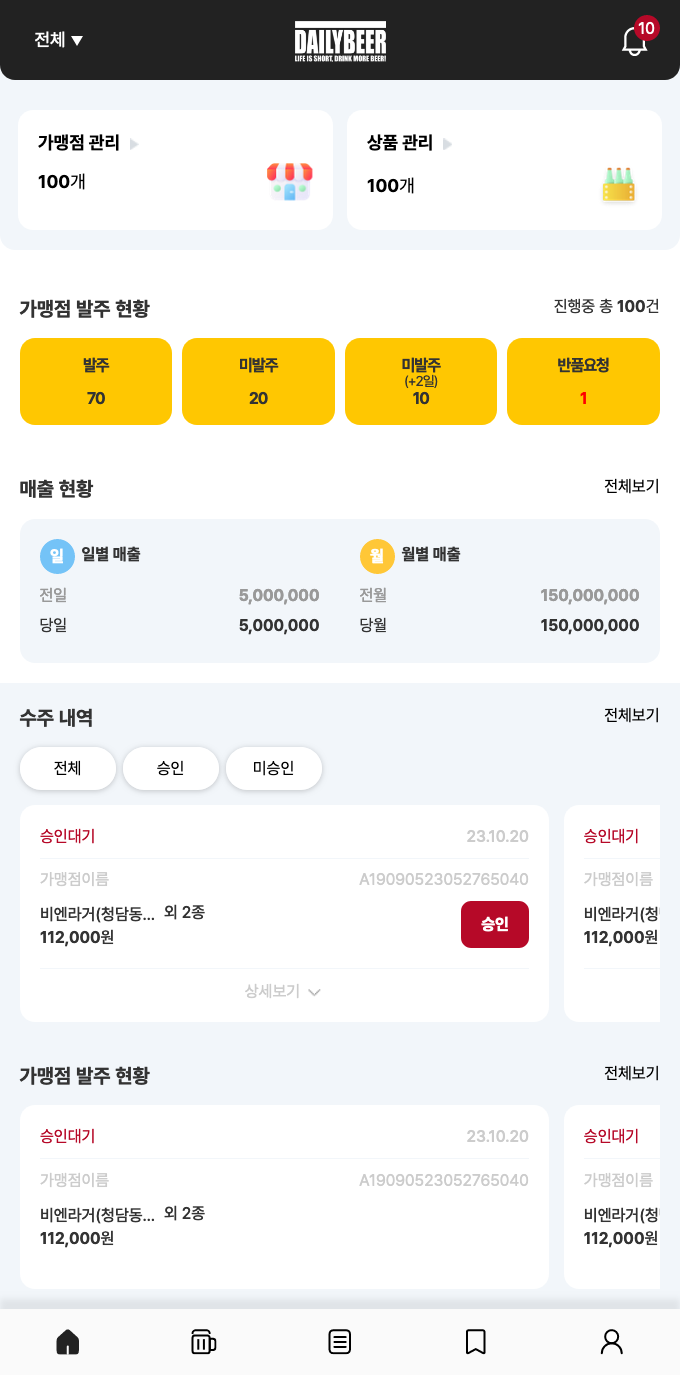 전체 ▼
DAILYBEER
LIFE IS SHORT, DRINK MORE BEER!
10
가맹점 관리
100개
상품 관리
100개
가맹점 발주 현황
진행중 총 100건
발주
70
미발주
20
미발주
(+2일)
10
반품요청
1
매출 현황
전체보기
일 일별 매출
전일 5,000,000
당일 5,000,000
월 월별 매출
전월 150,000,000
당월 150,000,000
수주 내역
전체보기
전체
승인
미승인
승인대기
23.10.20
가맹점이름
A19090523052765040
비엔라거(청담동... 외 2종
112,000원
승인
상세보기
승인대기
가맹점이름
비엔라거(청
112,000원
가맹점 발주 현황
전체보기
승인대기
23.10.20
가맹점이름
A19090523052765040
비엔라거(청담동... 외 2종
112,000원
승인대기
가맹점이름
비엔라거(청
112,000원